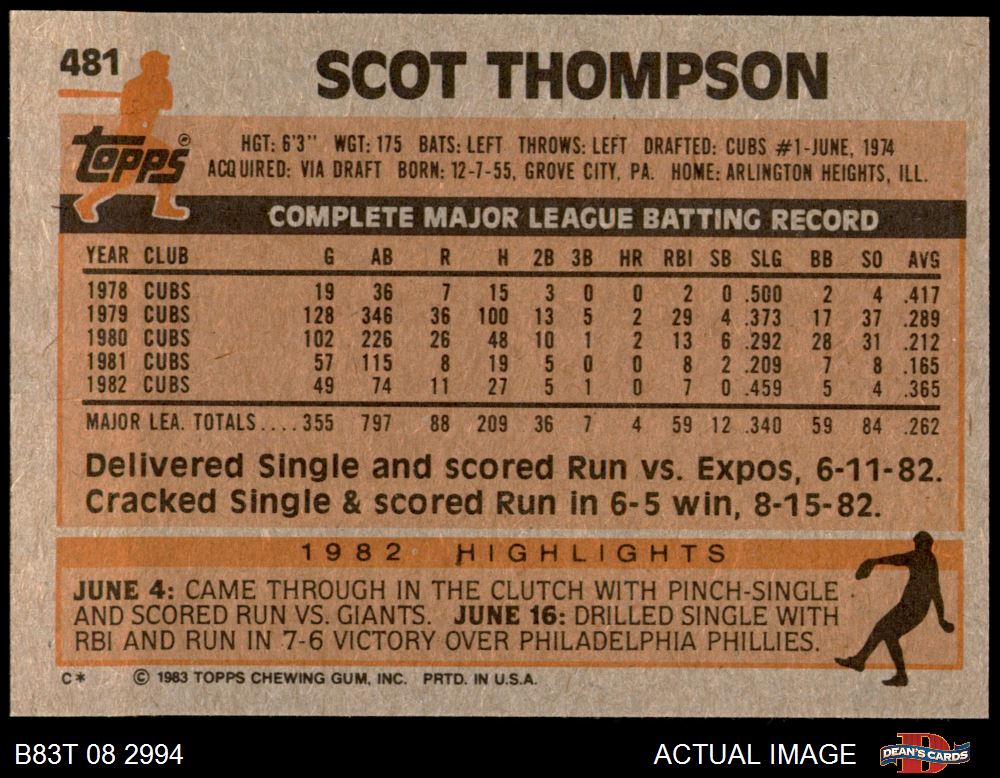 481
SCOT THOMPSON
Topps®
HGT: 6'3" WGT: 175 BATS: LEFT THROWS: LEFT DRAFTED: CUBS #1-JUNE, 1974
ACQUIRED: VIA DRAFT BORN: 12-7-55, GROVE CITY, PA. HOME: ARLINGTON HEIGHTS, ILL.
COMPLETE MAJOR LEAGUE BATTING RECORD
YEAR CLUB G AB R H 2B 3B HR RBI SB SLG BB SO AVG
1978 CUBS 19 36 7 15 3 0 0 2 0 .500 2 4 .417
1979 CUBS 128 346 36 100 13 5 2 29 4 .373 17 37 .289
1980 CUBS 102 226 26 48 10 1 2 13 6 .292 28 31 .212
1981 CUBS 57 115 8 19 5 0 0 8 2 .209 7 8 .165
1982 CUBS 49 74 11 27 5 1 0 7 0 .459 5 4 .365
MAJOR LEA. TOTALS.... 355 797 88 209 36 7 4 59 12 .340 59 84 .262
Delivered Single and scored Run vs. Expos, 6-11-82.
Cracked Single & scored Run in 6-5 win, 8-15-82.
1982 HIGHLIGHTS
JUNE 4: CAME THROUGH IN THE CLUTCH WITH PINCH-SINGLE
AND SCORED RUN VS. GIANTS. JUNE 16: DRILLED SINGLE WITH
RBI AND RUN IN 7-6 VICTORY OVER PHILADELPHIA PHILLIES.
C* © 1983 TOPPS CHEWING GUM, INC. PRTD. IN U.S.A.
B83T 08 2994 ACTUAL IMAGE DEAN'S CARDS